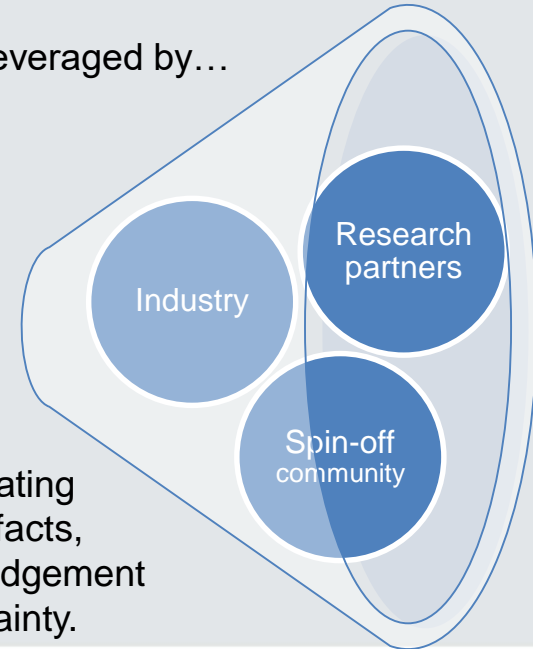 everaged by…
Research
partners
Industry
Spin-off
community
ating
facts,
dgement
ainty.